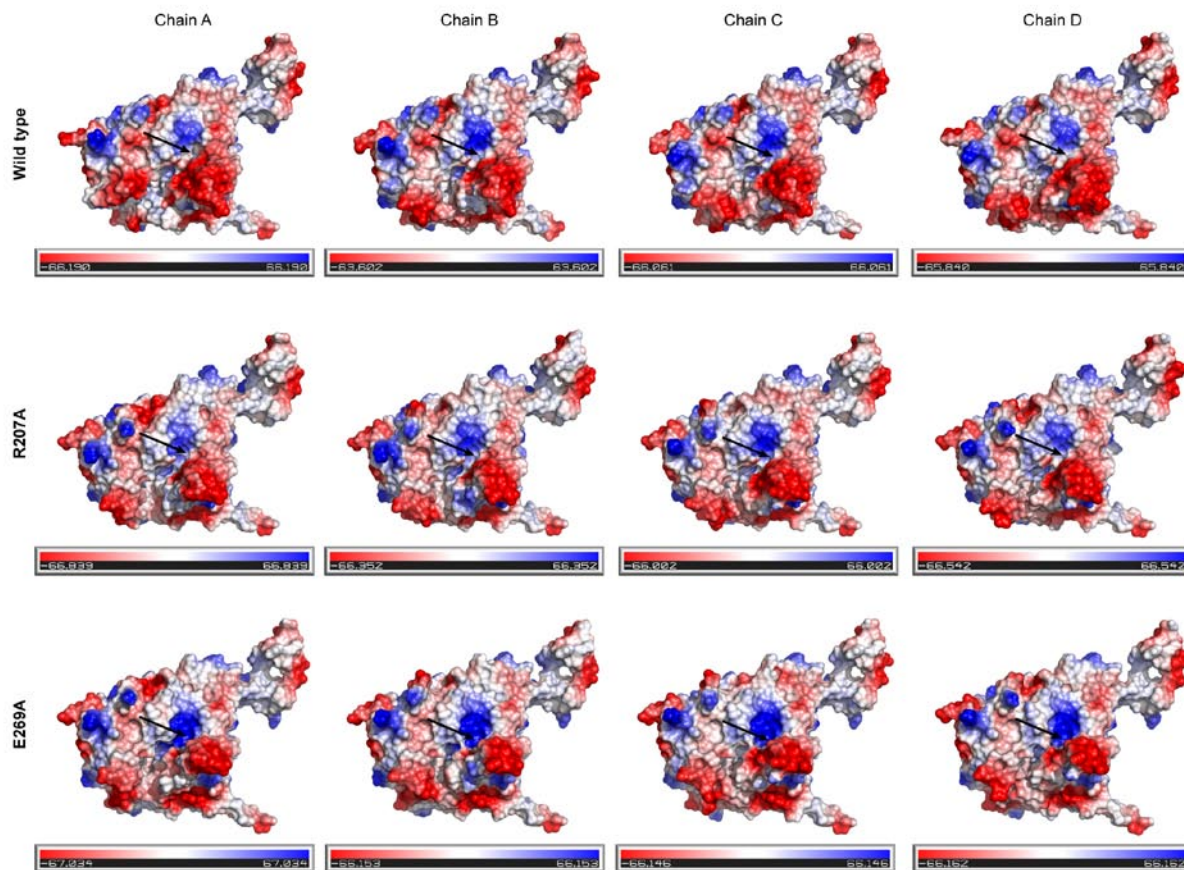 Chain A Chain B Chain C Chain D
Wild type
-66.190 66.190 -63.602 63.602 -66.061 66.061 -65.840 65.840
R207A
-66.839 66.839 -66.352 66.352 -66.002 66.002 -66.542 66.542
E269A
-67.034 67.034 -66.153 66.153 -66.146 66.146 -66.162 66.162